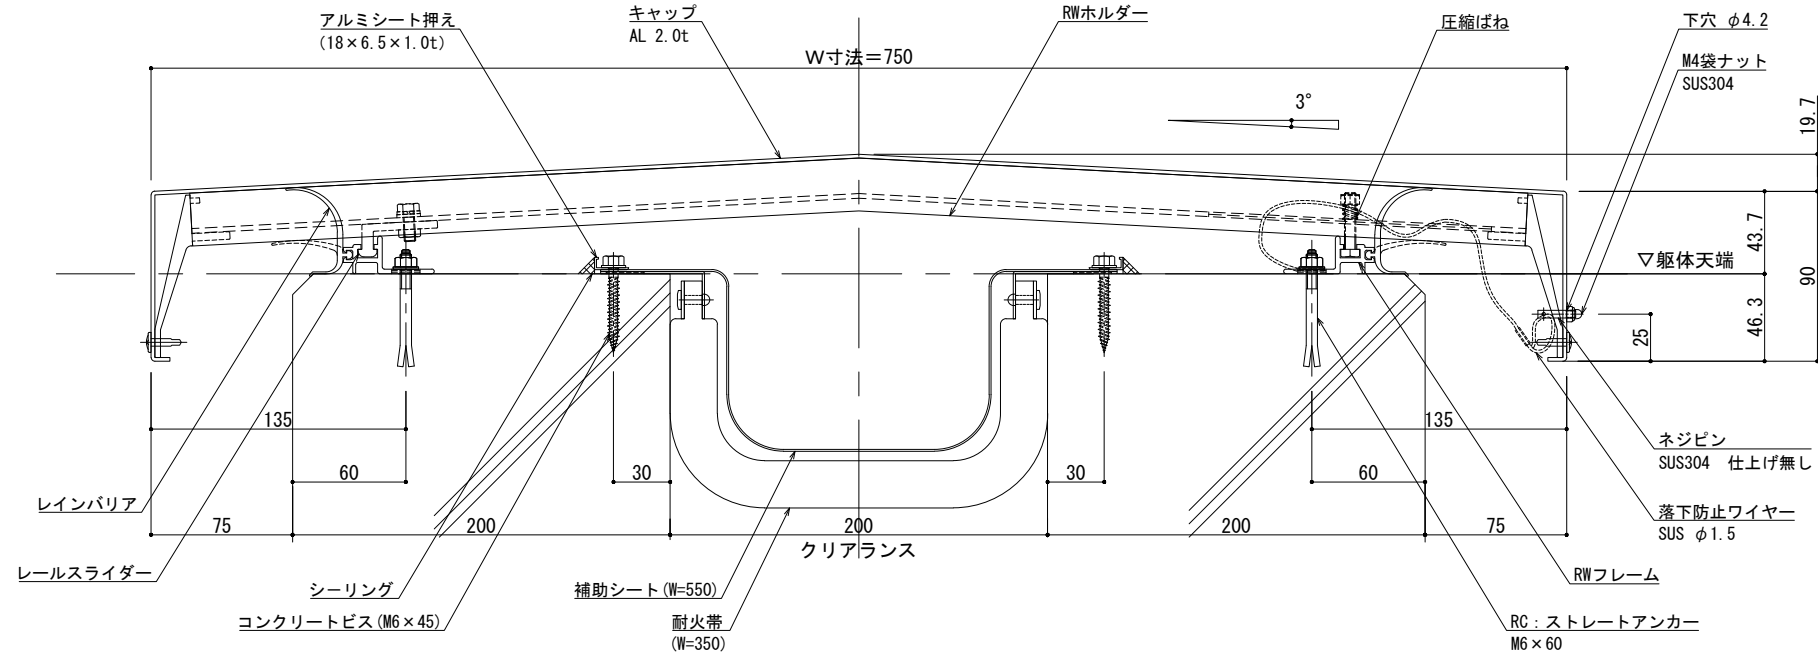 アルミシート押え
(18×6.5×1.0t)
キャップ
AL 2.0t
RWホルダー
圧縮ばね
下穴 φ4.2
M4袋ナット
SUS304
W寸法=750
3°
19.7
43.7
90
46.3
25
▽躯体天端
135
135
60
30
30
60
75
200
200
200
75
クリアランス
ネジピン
SUS304 仕上げ無し
落下防止ワイヤー
SUS φ1.5
レインバリア
レールスライダー
シーリング
コンクリートビス(M6×45)
補助シート(W=550)
耐火帯
(W=350)
RWフレーム
RC:ストレートアンカー
M6×60